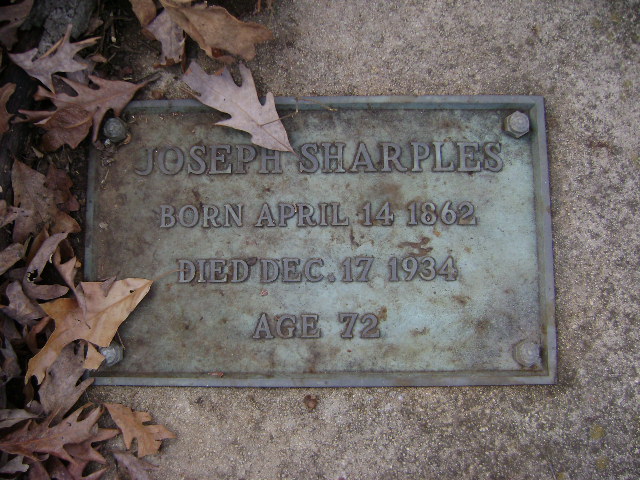 JOSEPH SHARPLES
BORN APRIL 14 1862
DIED DEC. 17 1934
AGE 72